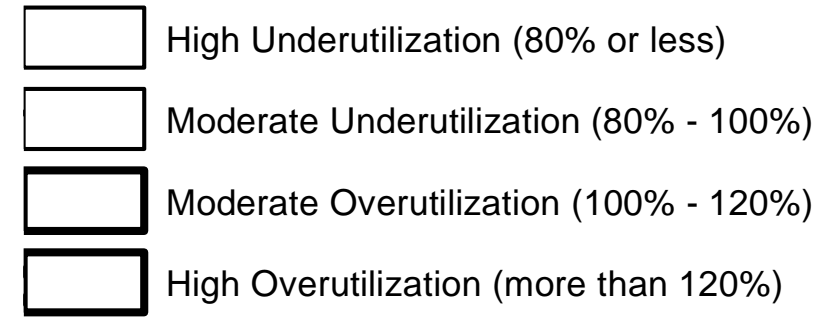 High Underutilization (80% or less)
Moderate Underutilization (80% - 100%)
Moderate Overutilization (100% - 120%)
High Overutilization (more than 120%)